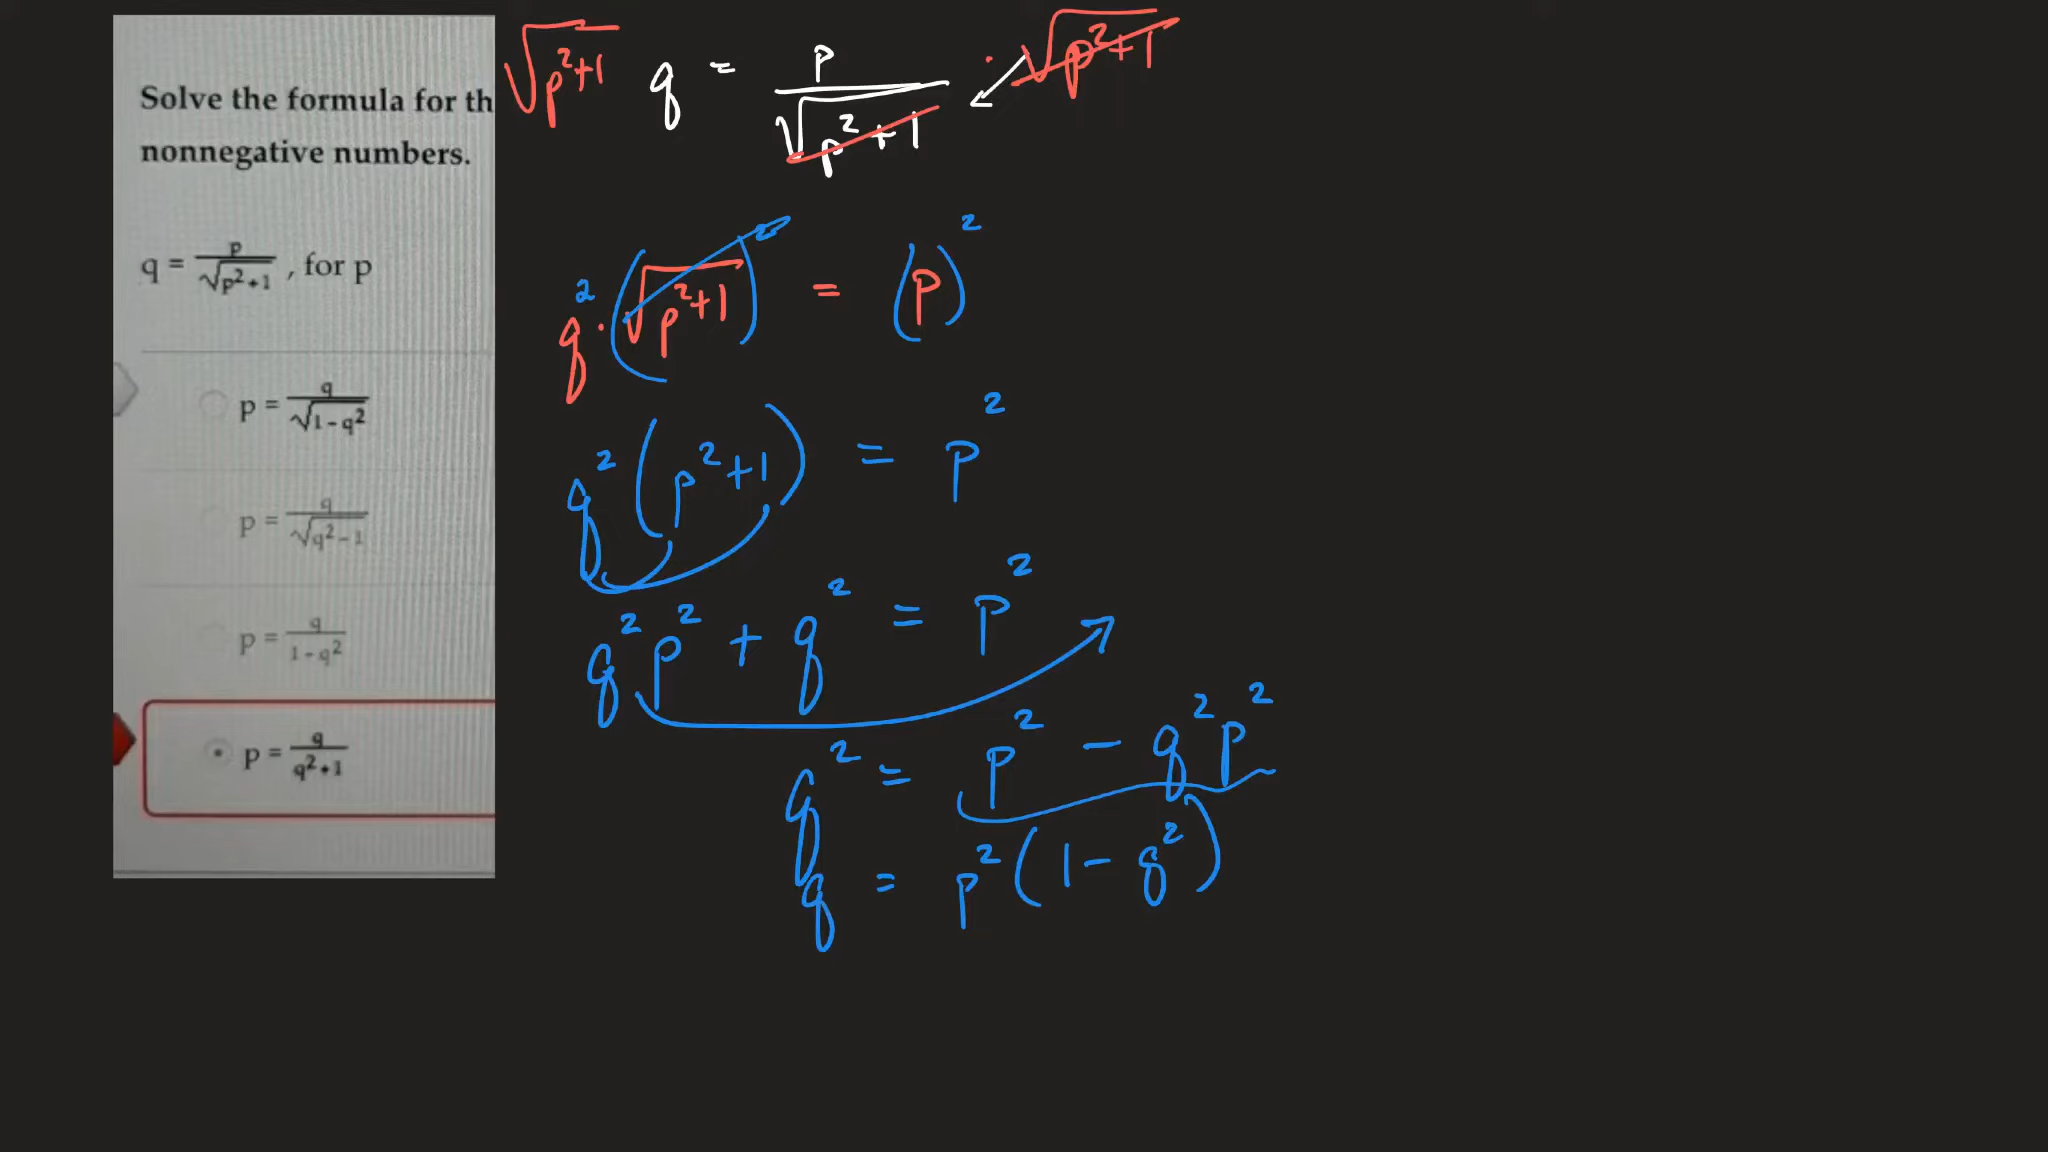 Solve the formula for th
nonnegative numbers.
q = p/√(p²+1) , for p
p = q/√(1-q²)
p = q/√(q²-1)
p = q/(1-q²)
p = q/(q²+1)
√(p²+1) q = p/√(p²+1) · √(p²+1)
q² · (√(p²+1))² = (p)²
q² (p²+1) = p²
q²p² + q² = p²
q² = p² - q²p²
q = p² (1 - q²)